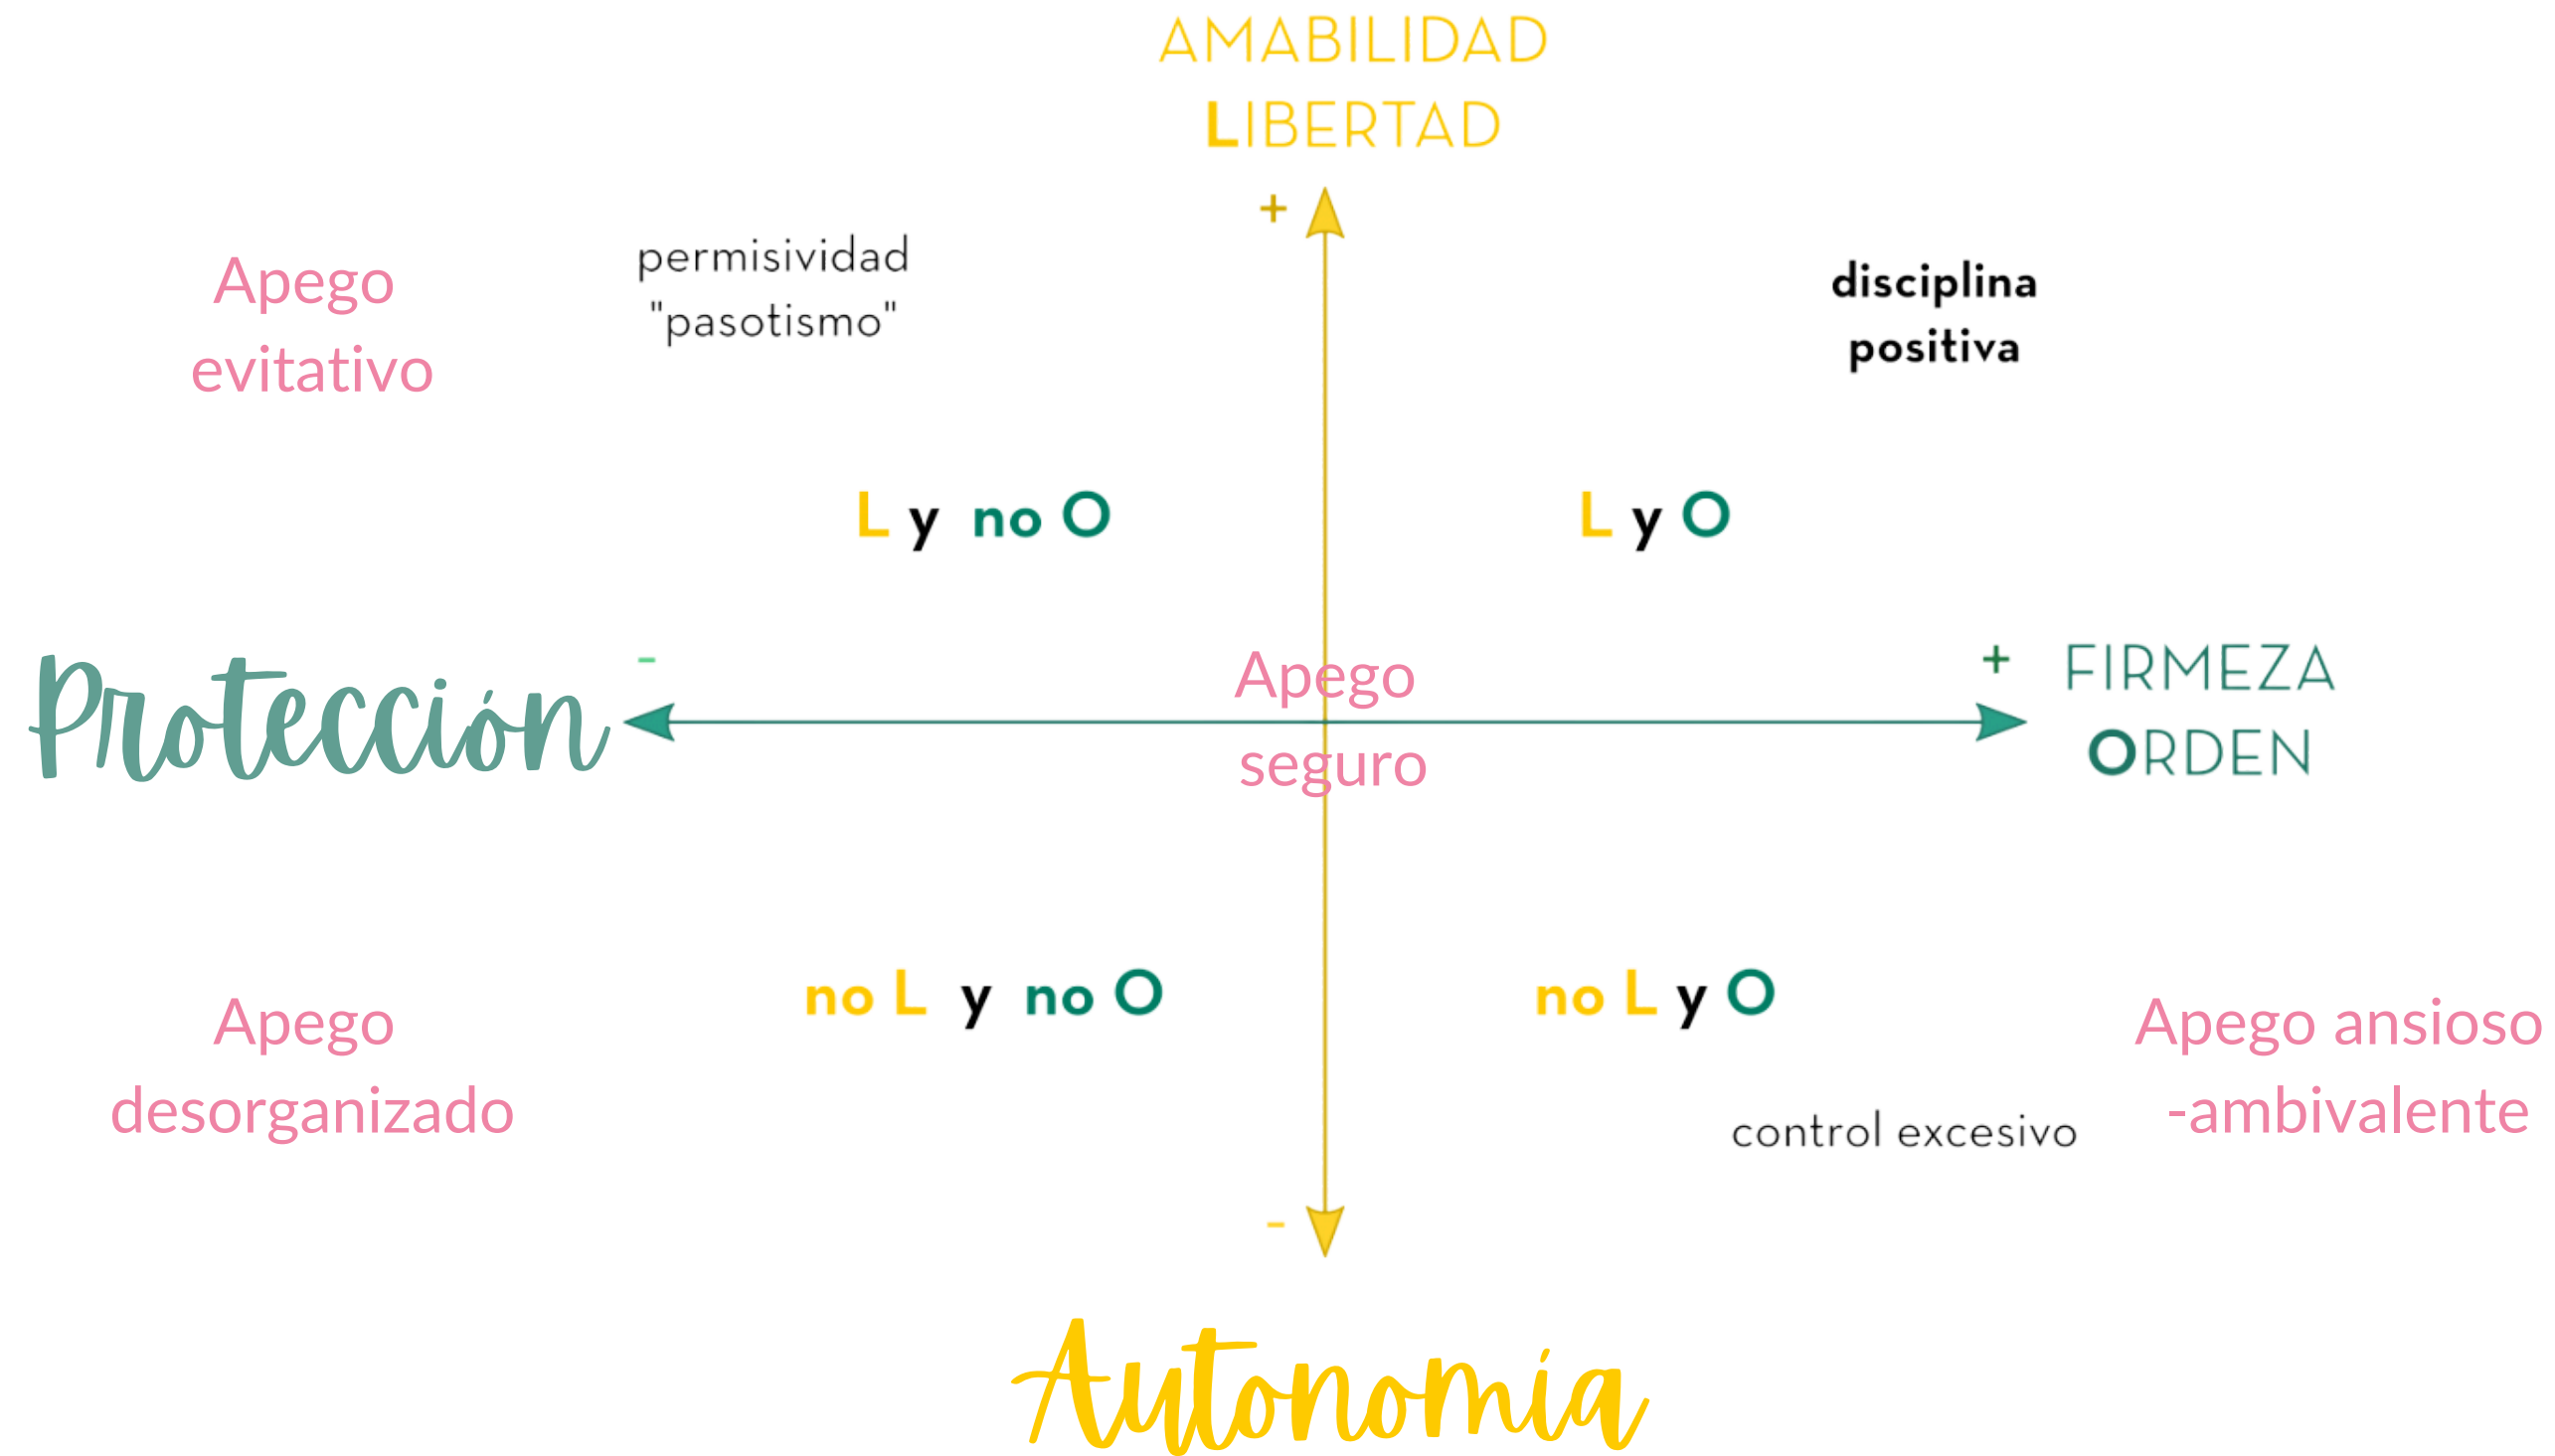 AMABILIDAD
LIBERTAD
+
permisividad
"pasotismo"
Apego
evitativo
disciplina
positiva
L y no O
L y O
Protección
-
Apego
seguro
+
FIRMEZA
ORDEN
no L y no O
no L y O
Apego
desorganizado
Apego ansioso
-ambivalente
control excesivo
-
Autonomía